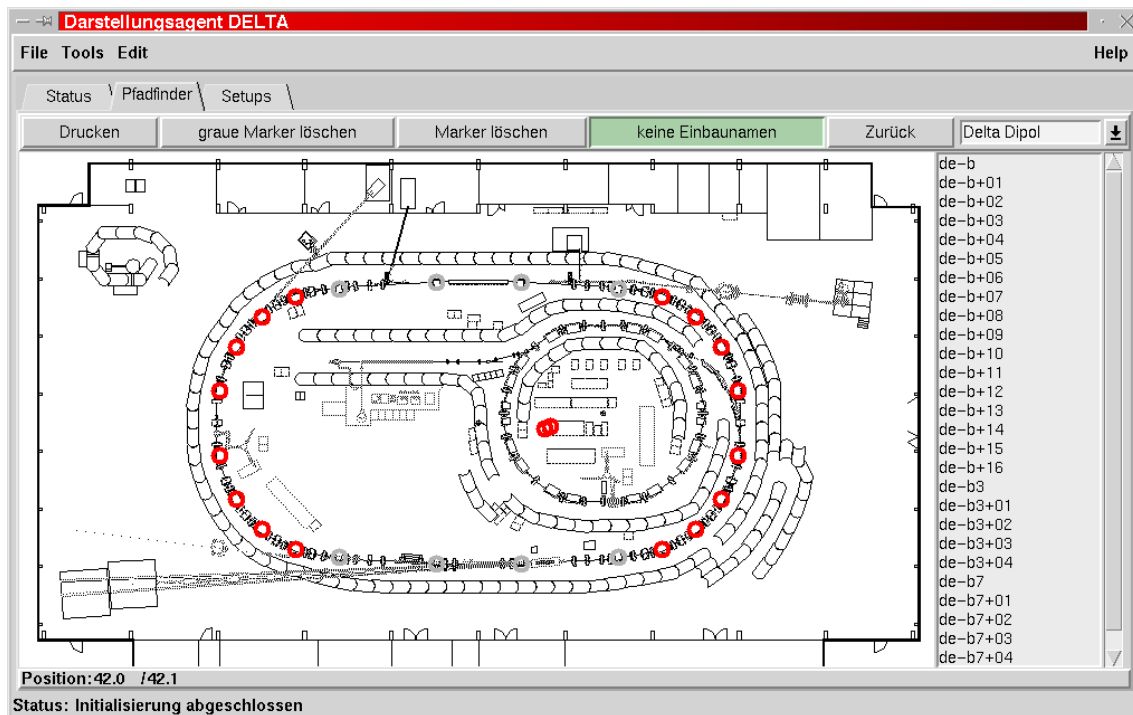 Darstellungsagent DELTA
File Tools Edit Help
Status Pfadfinder Setups
Drucken graue Marker löschen Marker löschen keine Einbaunamen Zurück Delta Dipol
de-b
de-b+01
de-b+02
de-b+03
de-b+04
de-b+05
de-b+06
de-b+07
de-b+08
de-b+09
de-b+10
de-b+11
de-b+12
de-b+13
de-b+14
de-b+15
de-b+16
de-b3
de-b3+01
de-b3+02
de-b3+03
de-b3+04
de-b7
de-b7+01
de-b7+02
de-b7+03
de-b7+04
Position:42.0 /42.1
Status: Initialisierung abgeschlossen